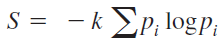 S = − k ∑pᵢ logpᵢ